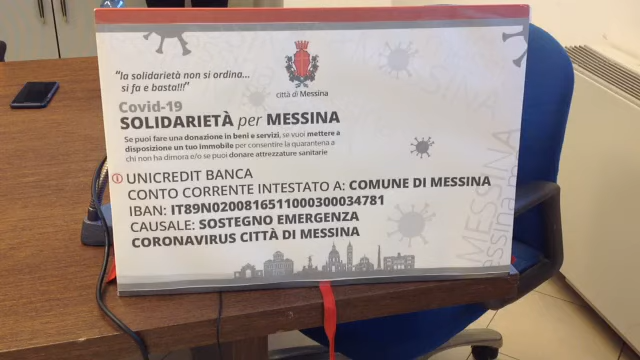 "la solidarietà non si ordina...
si fa e basta!!!"
città di Messina
Covid-19
SOLIDARIETÀ per MESSINA
Se puoi fare una donazione in beni e servizi, se vuoi mettere a
disposizione un tuo immobile per consentire la quarantena a
chi non ha dimora e/o se puoi donare attrezzature sanitarie
UNICREDIT BANCA
CONTO CORRENTE INTESTATO A: COMUNE DI MESSINA
IBAN: IT89N0200816511000300034781
CAUSALE: SOSTEGNO EMERGENZA
CORONAVIRUS CITTÀ DI MESSINA
MESSINA